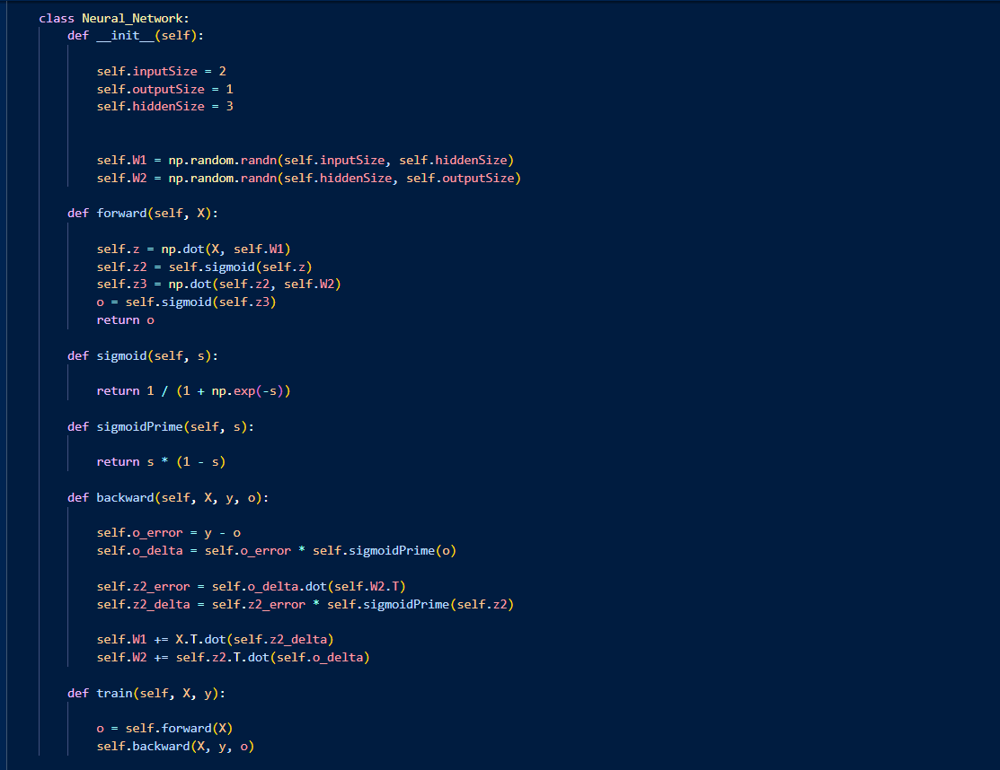 class Neural_Network:
    def __init__(self):
        self.inputSize = 2
        self.outputSize = 1
        self.hiddenSize = 3
        self.W1 = np.random.randn(self.inputSize, self.hiddenSize)
        self.W2 = np.random.randn(self.hiddenSize, self.outputSize)
    def forward(self, X):
        self.z = np.dot(X, self.W1)
        self.z2 = self.sigmoid(self.z)
        self.z3 = np.dot(self.z2, self.W2)
        o = self.sigmoid(self.z3)
        return o
    def sigmoid(self, s):
        return 1 / (1 + np.exp(-s))
    def sigmoidPrime(self, s):
        return s * (1 - s)
    def backward(self, X, y, o):
        self.o_error = y - o
        self.o_delta = self.o_error * self.sigmoidPrime(o)
        self.z2_error = self.o_delta.dot(self.W2.T)
        self.z2_delta = self.z2_error * self.sigmoidPrime(self.z2)
        self.W1 += X.T.dot(self.z2_delta)
        self.W2 += self.z2.T.dot(self.o_delta)
    def train(self, X, y):
        o = self.forward(X)
        self.backward(X, y, o)